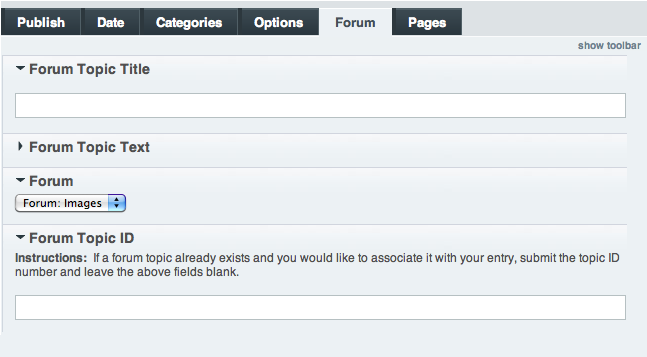 Publish Date Categories Options Forum Pages
show toolbar
Forum Topic Title
Forum Topic Text
Forum
Forum: Images
Forum Topic ID
Instructions: If a forum topic already exists and you would like to associate it with your entry, submit the topic ID
number and leave the above fields blank.